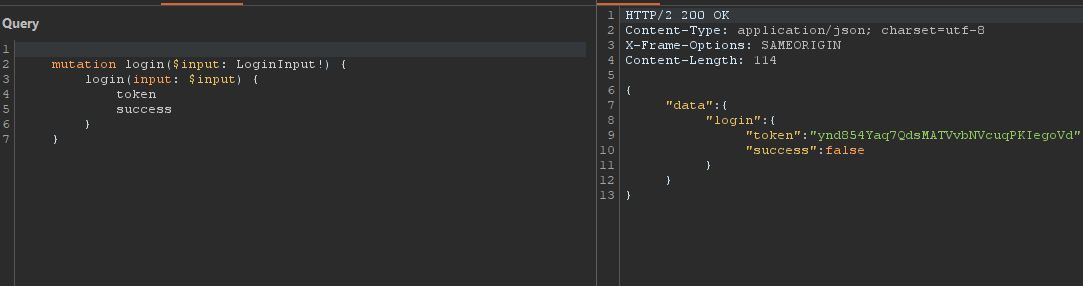 Query
1
2 mutation login($input: LoginInput!) {
3 login(input: $input) {
4 token
5 success
6 }
7 }
1 HTTP/2 200 OK
2 Content-Type: application/json; charset=utf-8
3 X-Frame-Options: SAMEORIGIN
4 Content-Length: 114
5
6 {
7 "data":{
8 "login":{
9 "token":"ynd854Yaq7QdsMATVvbNVcuqPKIegoVd"
10 "success":false
11 }
12 }
13 }